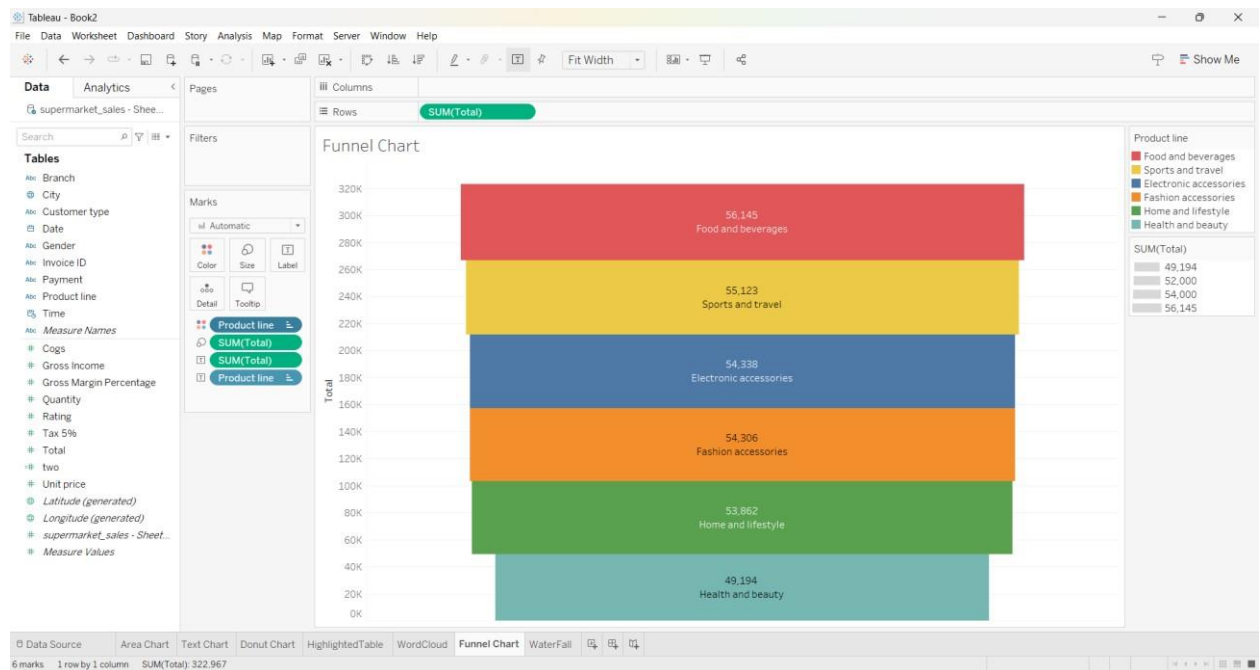 Tableau - Book2
File Data Worksheet Dashboard Story Analysis Map Format Server Window Help
Fit Width
Show Me
Data Analytics
supermarket_sales - Shee...
Search
Tables
Abc Branch
City
Abc Customer type
Date
Abc Gender
Abc Invoice ID
Abc Payment
Abc Product line
Time
Abc Measure Names
# Cogs
# Gross Income
# Gross Margin Percentage
# Quantity
# Rating
# Tax 5%
# Total
=# two
# Unit price
Latitude (generated)
Longitude (generated)
# supermarket_sales - Sheet...
# Measure Values
Pages
Filters
Marks
Automatic
Color Size Label
Detail Tooltip
Product line
SUM(Total)
SUM(Total)
Product line
Columns
Rows SUM(Total)
Funnel Chart
Total
320K
300K
280K
260K
240K
220K
200K
180K
160K
140K
120K
100K
80K
60K
40K
20K
0K
56,145
Food and beverages
55,123
Sports and travel
54,338
Electronic accessories
54,306
Fashion accessories
53,862
Home and lifestyle
49,194
Health and beauty
Product line
Food and beverages
Sports and travel
Electronic accessories
Fashion accessories
Home and lifestyle
Health and beauty
SUM(Total)
49,194
52,000
54,000
56,145
Data Source Area Chart Text Chart Donut Chart HighlightedTable WordCloud Funnel Chart WaterFall
6 marks 1 row by 1 column SUM(Total): 322,967